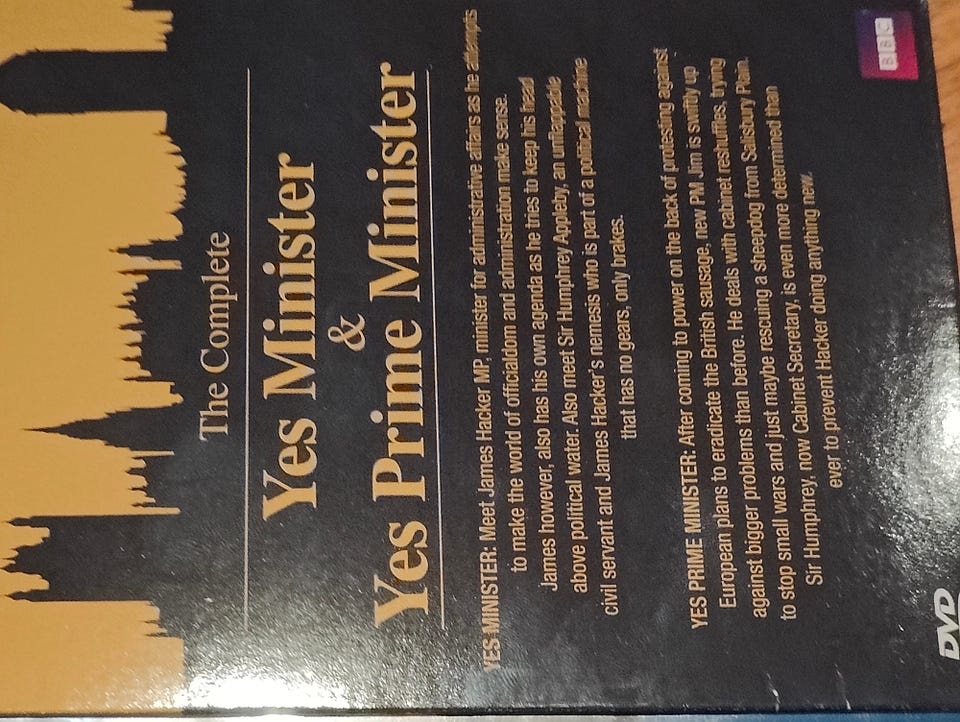 The Complete
Yes Minister
&
Yes Prime Minister
YES MINISTER: Meet James Hacker MP, minister for administrative affairs as he attempts
to make the world of officialdom and administration make sense.
James however, also has his own agenda as he tries to keep his head
above political water. Also meet Sir Humphrey Appleby, an unflappable
civil servant and James Hacker's nemesis who is part of a political machine
that has no gears, only brakes.
YES PRIME MINISTER: After coming to power on the back of protesting against
European plans to eradicate the British sausage, new PM Jim is swiftly up
against bigger problems than before. He deals with cabinet reshuffles, trying
to stop small wars and just maybe rescuing a sheepdog from Salisbury Plain.
Sir Humphrey, now Cabinet Secretary, is even more determined than
ever to prevent Hacker doing anything new.
BBC
DVD